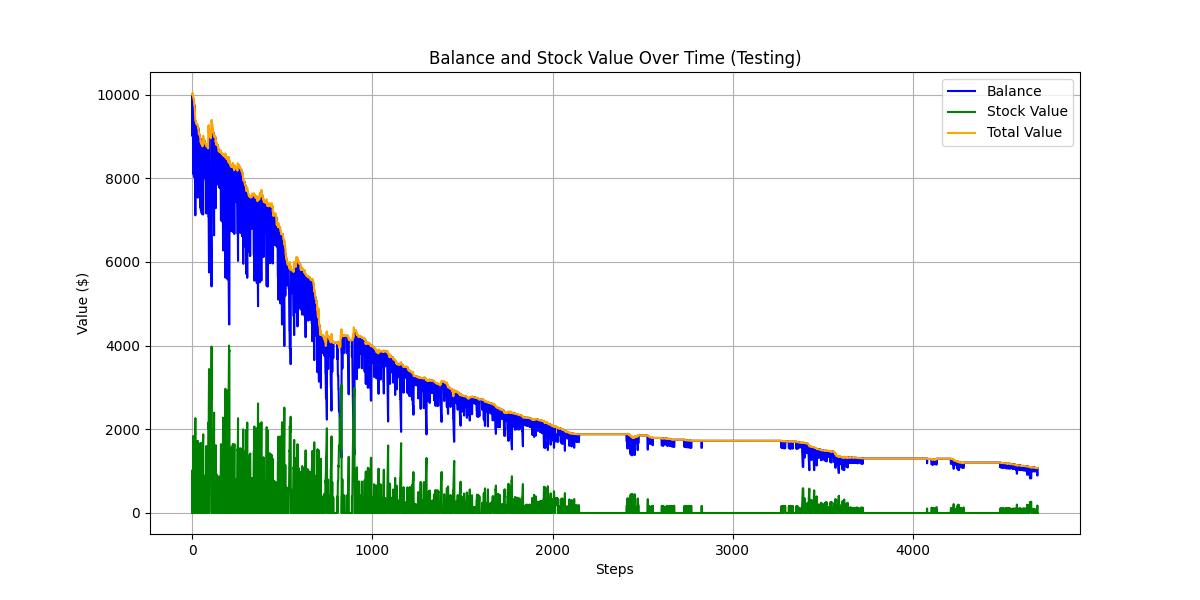 Balance and Stock Value Over Time (Testing)
Balance
Stock Value
Total Value
Value ($)
10000
8000
6000
4000
2000
0
0 1000 2000 3000 4000
Steps